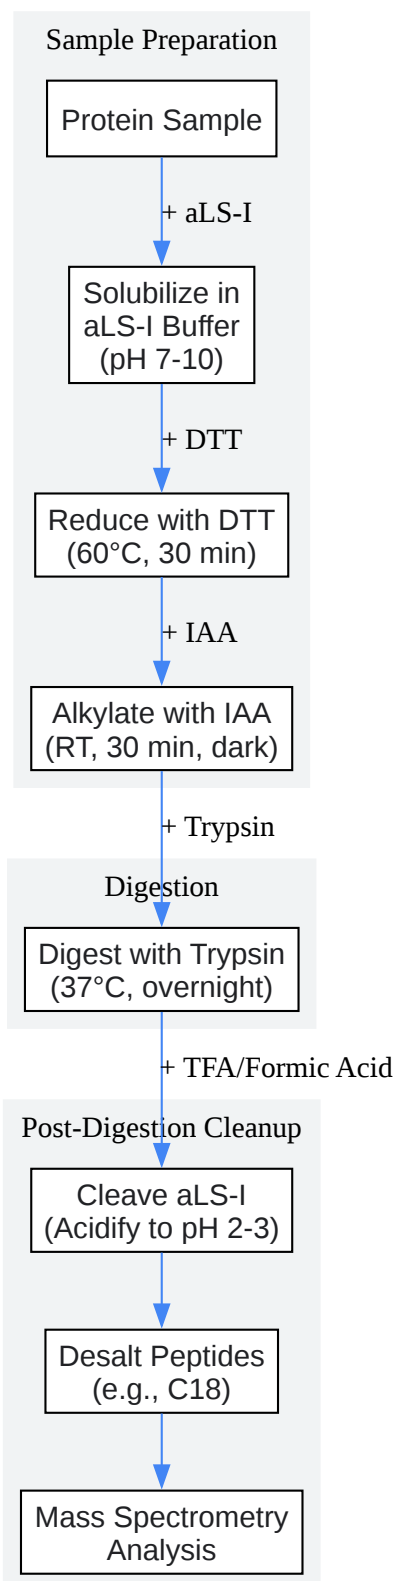 Sample Preparation
Protein Sample
+ aLS-I
Solubilize in
aLS-I Buffer
(pH 7-10)
+ DTT
Reduce with DTT
(60°C, 30 min)
+ IAA
Alkylate with IAA
(RT, 30 min, dark)
+ Trypsin
Digestion
Digest with Trypsin
(37°C, overnight)
+ TFA/Formic Acid
Post-Digestion Cleanup
Cleave aLS-I
(Acidify to pH 2-3)
Desalt Peptides
(e.g., C18)
Mass Spectrometry
Analysis